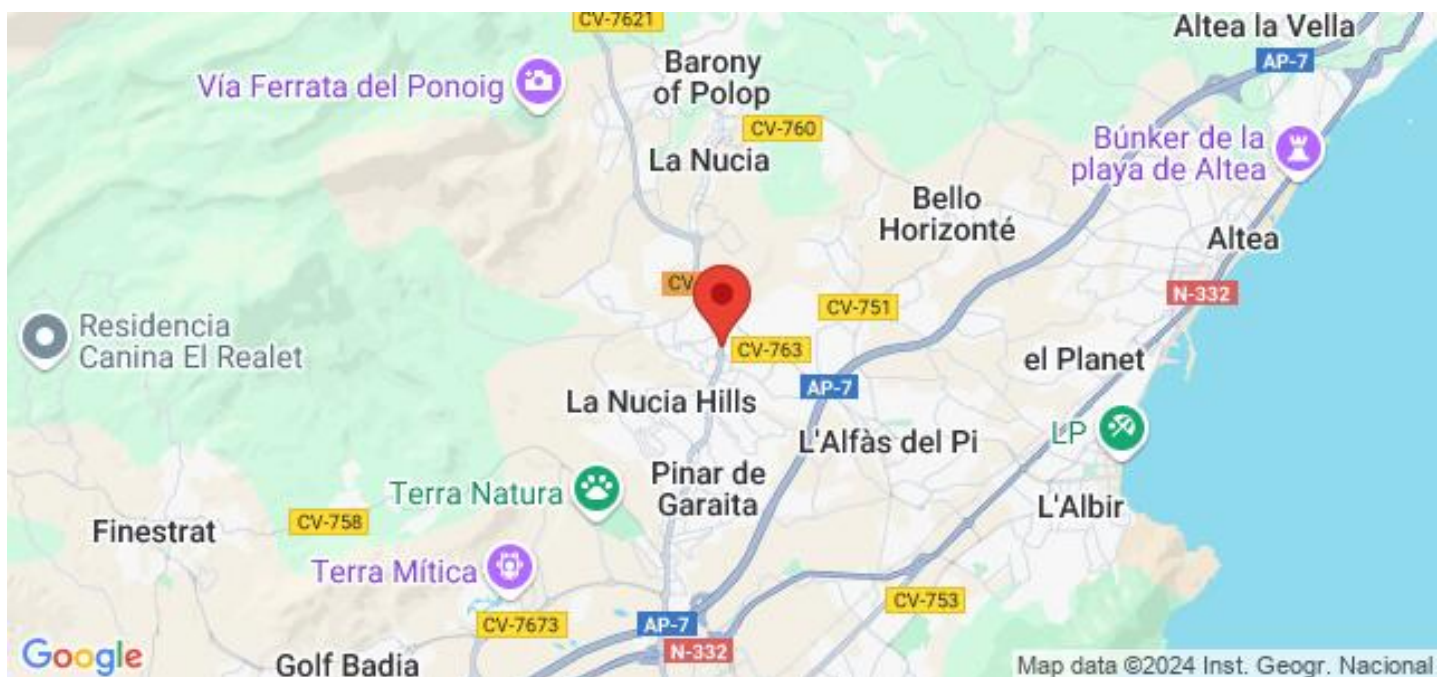 CV-7621
Altea la Vella
AP-7
Barony
of Polop
Vía Ferrata del Ponoig
CV-760
Búnker de la
playa de Altea
La Nucia
Bello
Horizonté
Altea
CV
N-332
CV-751
Residencia
Canina El Realet
CV-763
el Planet
AP-7
La Nucia Hills
L'Alfàs del Pi
LP
Pinar de
Garaita
Terra Natura
L'Albir
CV-758
Finestrat
Terra Mítica
CV-753
CV-7673
AP-7
N-332
Google
Golf Badia
Map data ©2024 Inst. Geogr. Nacional